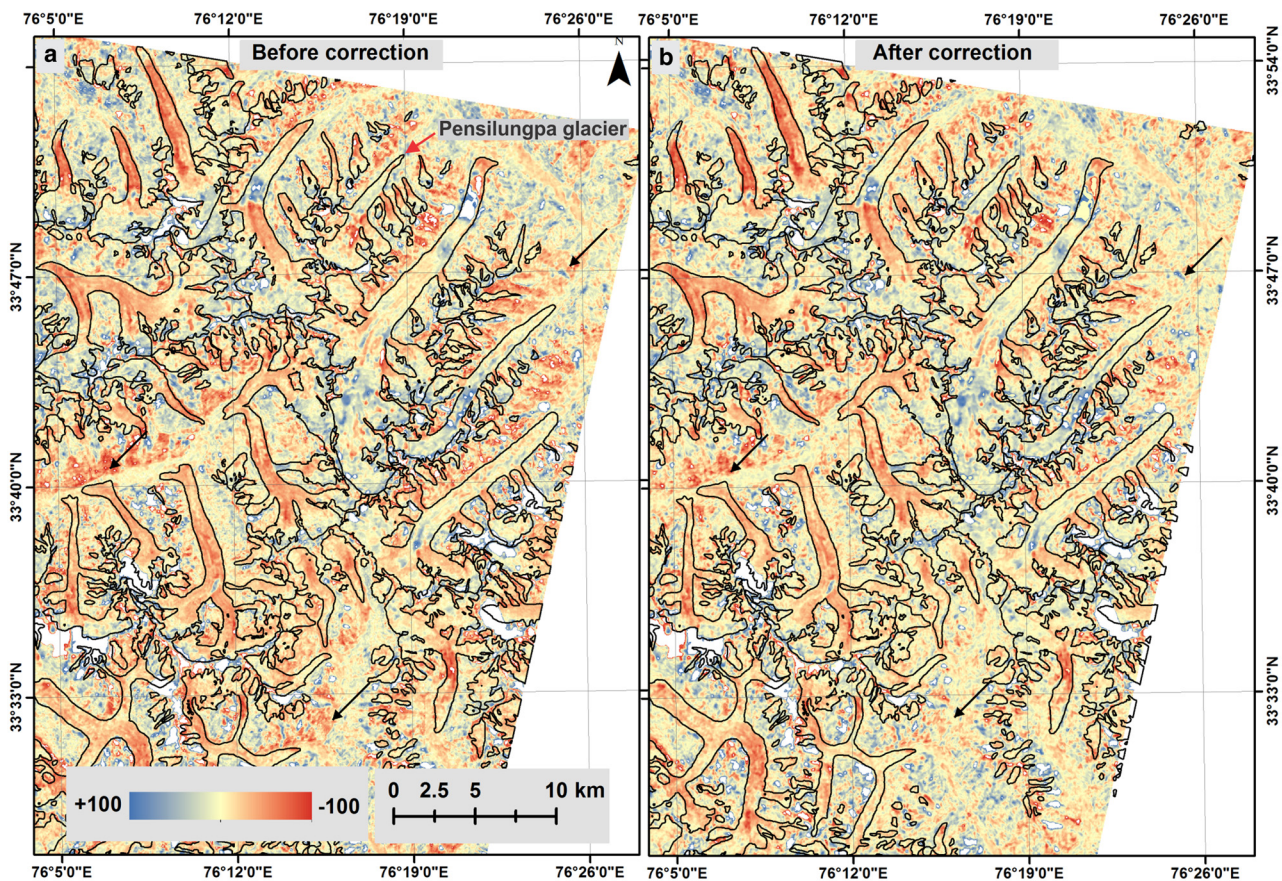 76°5'0"E 76°12'0"E 76°19'0"E 76°26'0"E 76°5'0"E 76°12'0"E 76°19'0"E 76°26'0"E
a Before correction N b After correction
33°54'0"N
Pensilungpa glacier
33°47'0"N 33°47'0"N
33°40'0"N 33°40'0"N
33°33'0"N 33°33'0"N
+100 -100 0 2.5 5 10 km
76°5'0"E 76°12'0"E 76°19'0"E 76°26'0"E 76°5'0"E 76°12'0"E 76°19'0"E 76°26'0"E